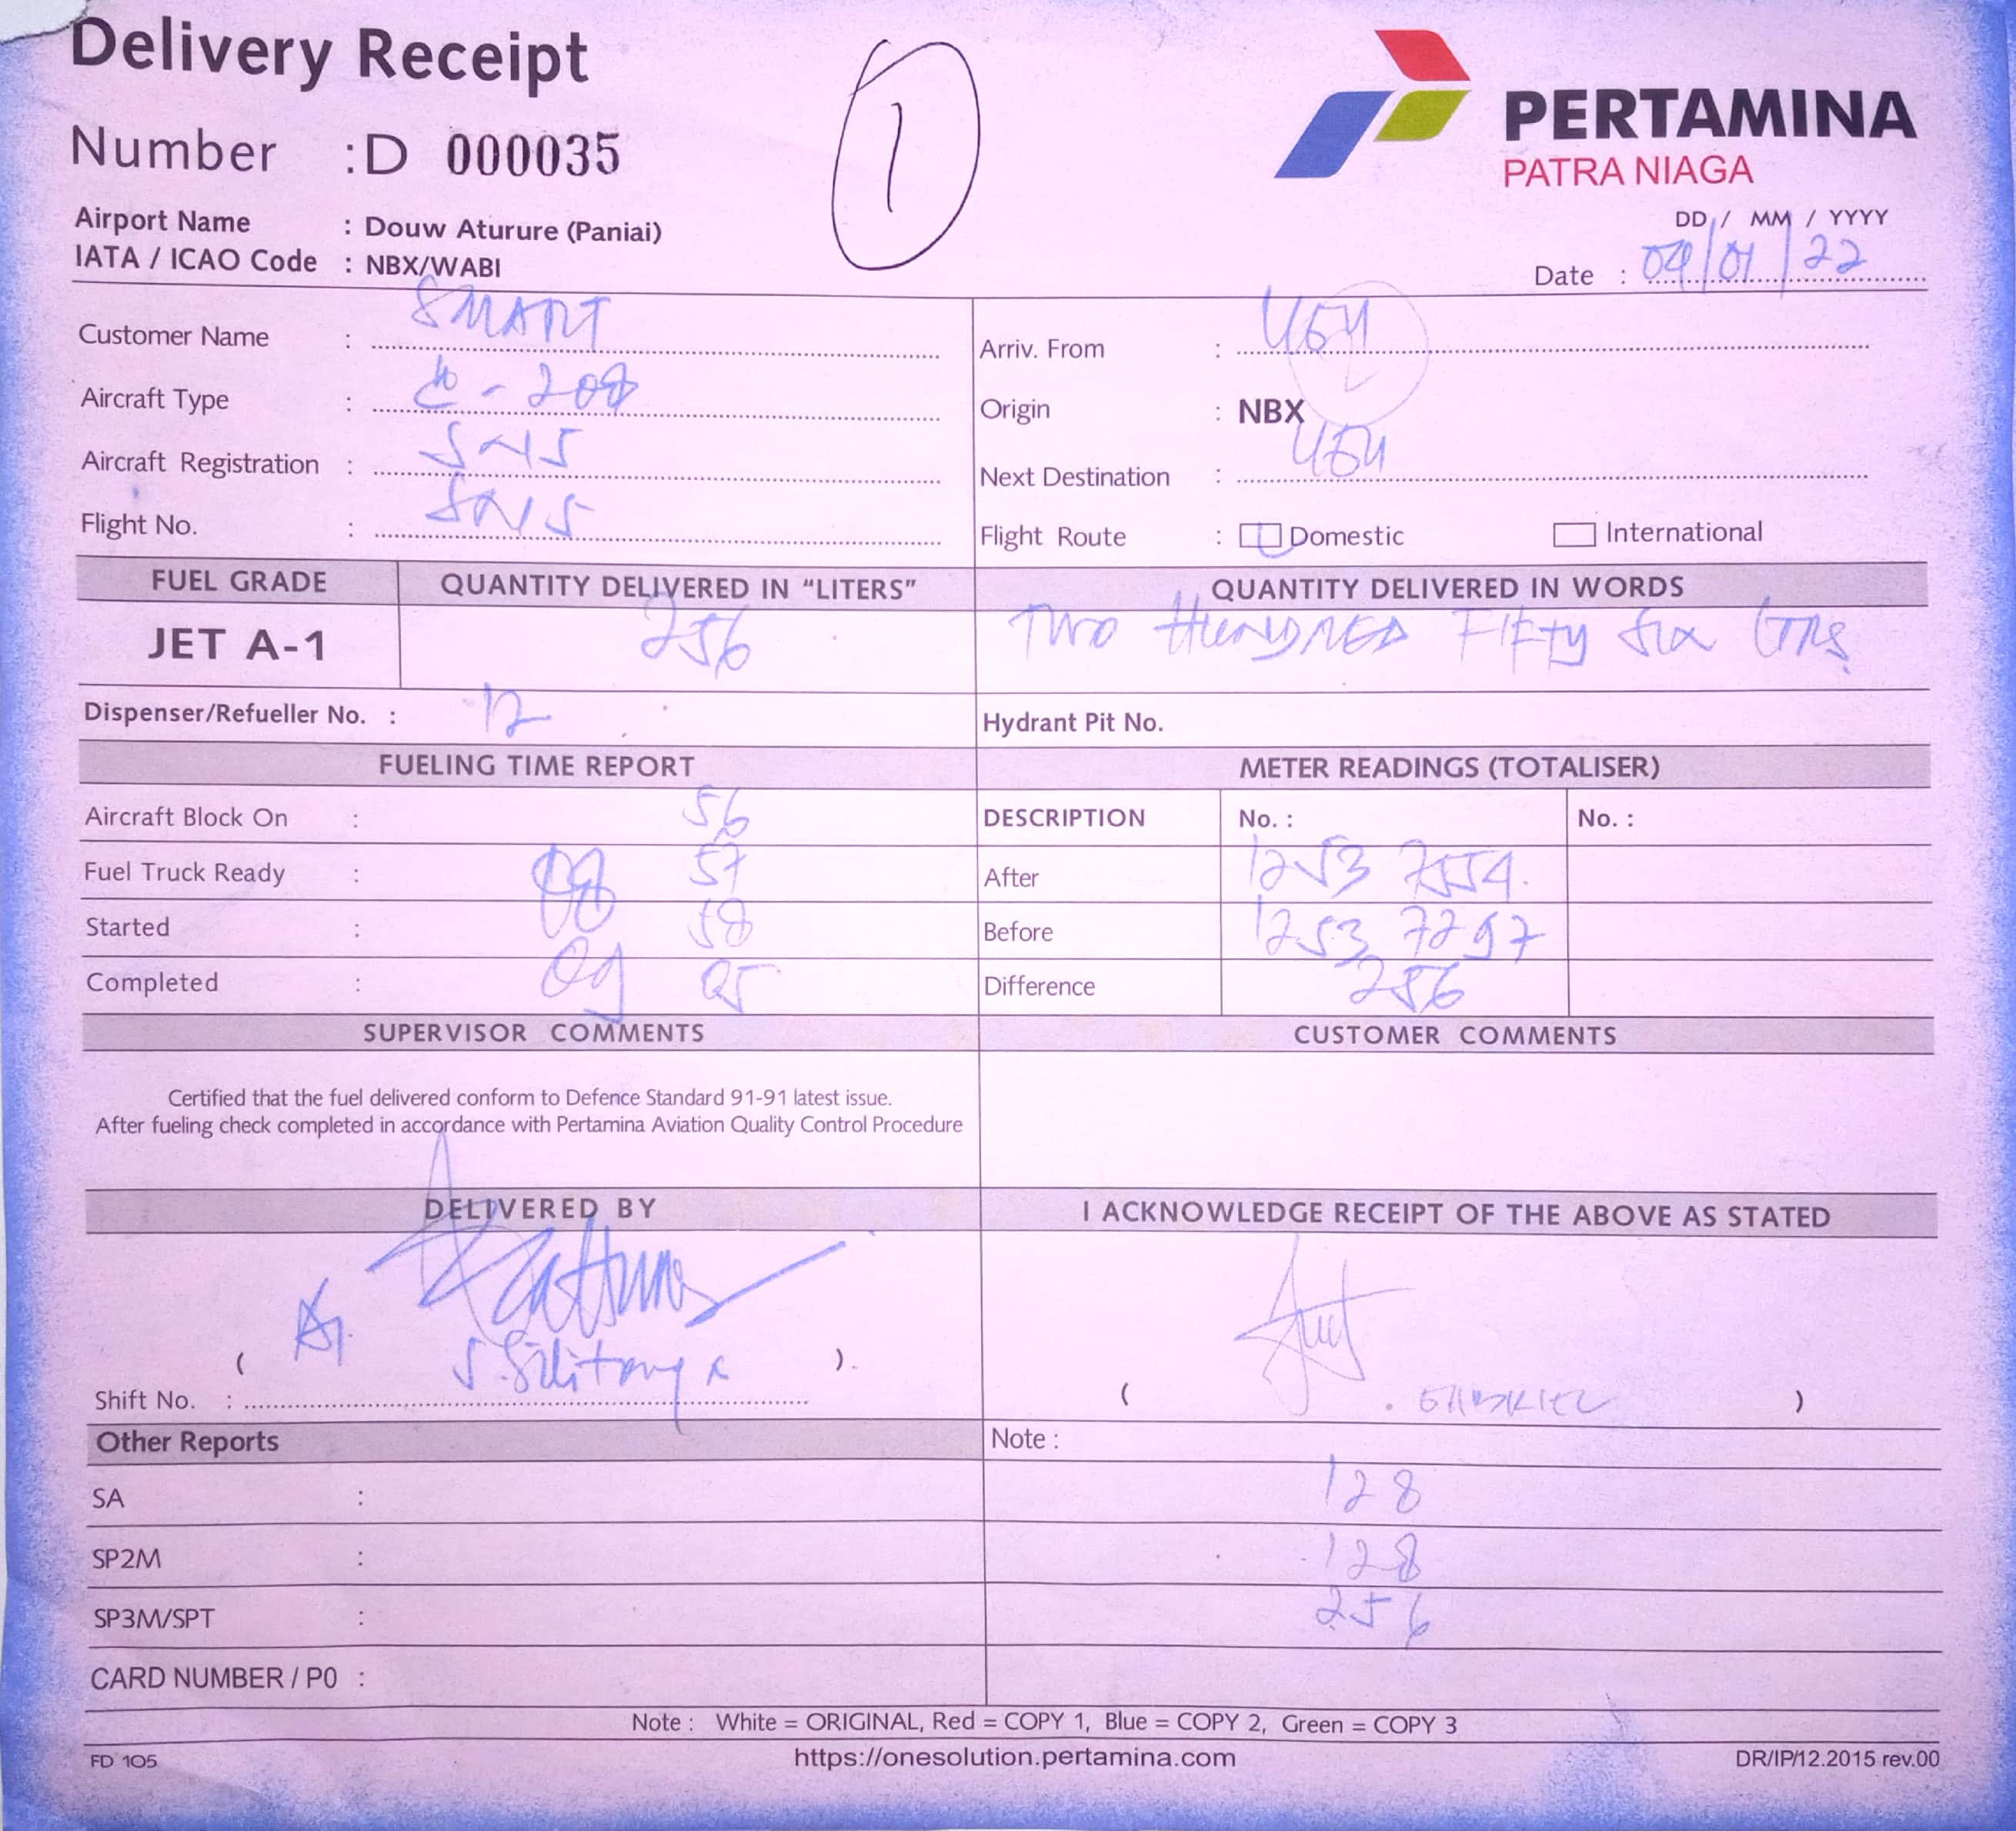 Delivery Receipt
Number : D 000035
1
PERTAMINA
PATRA NIAGA
Airport Name : Douw Aturure (Paniai)
IATA / ICAO Code : NBX/WABI
DD / MM / YYYY
Date : 04/01/22
Customer Name : SMART
Aircraft Type : C-208
Aircraft Registration : SNI5
Flight No. : SNI5
Arriv. From :
Origin : NBX
Next Destination :
Flight Route : Domestic International
FUEL GRADE QUANTITY DELIVERED IN “LITERS” QUANTITY DELIVERED IN WORDS
JET A-1 256 TWO HUNDRED FIFTY SIX LTRS
Dispenser/Refueller No. : 12 Hydrant Pit No.
FUELING TIME REPORT METER READINGS (TOTALISER)
Aircraft Block On : 56 DESCRIPTION No. : No. :
Fuel Truck Ready : 08 57 After 1253 7554
Started : 58 Before 1253 7297
Completed : 09 05 Difference 256
SUPERVISOR COMMENTS CUSTOMER COMMENTS
Certified that the fuel delivered conform to Defence Standard 91-91 latest issue.
After fueling check completed in accordance with Pertamina Aviation Quality Control Procedure
DELIVERED BY I ACKNOWLEDGE RECEIPT OF THE ABOVE AS STATED
( S. Silitonga )
Shift No. :
( GABRIEL )
Other Reports Note :
SA : 128
SP2M : 128
SP3M/SPT : 256
CARD NUMBER / P0 :
Note : White = ORIGINAL, Red = COPY 1, Blue = COPY 2, Green = COPY 3
FD 105 https://onesolution.pertamina.com DR/IP/12.2015 rev.00